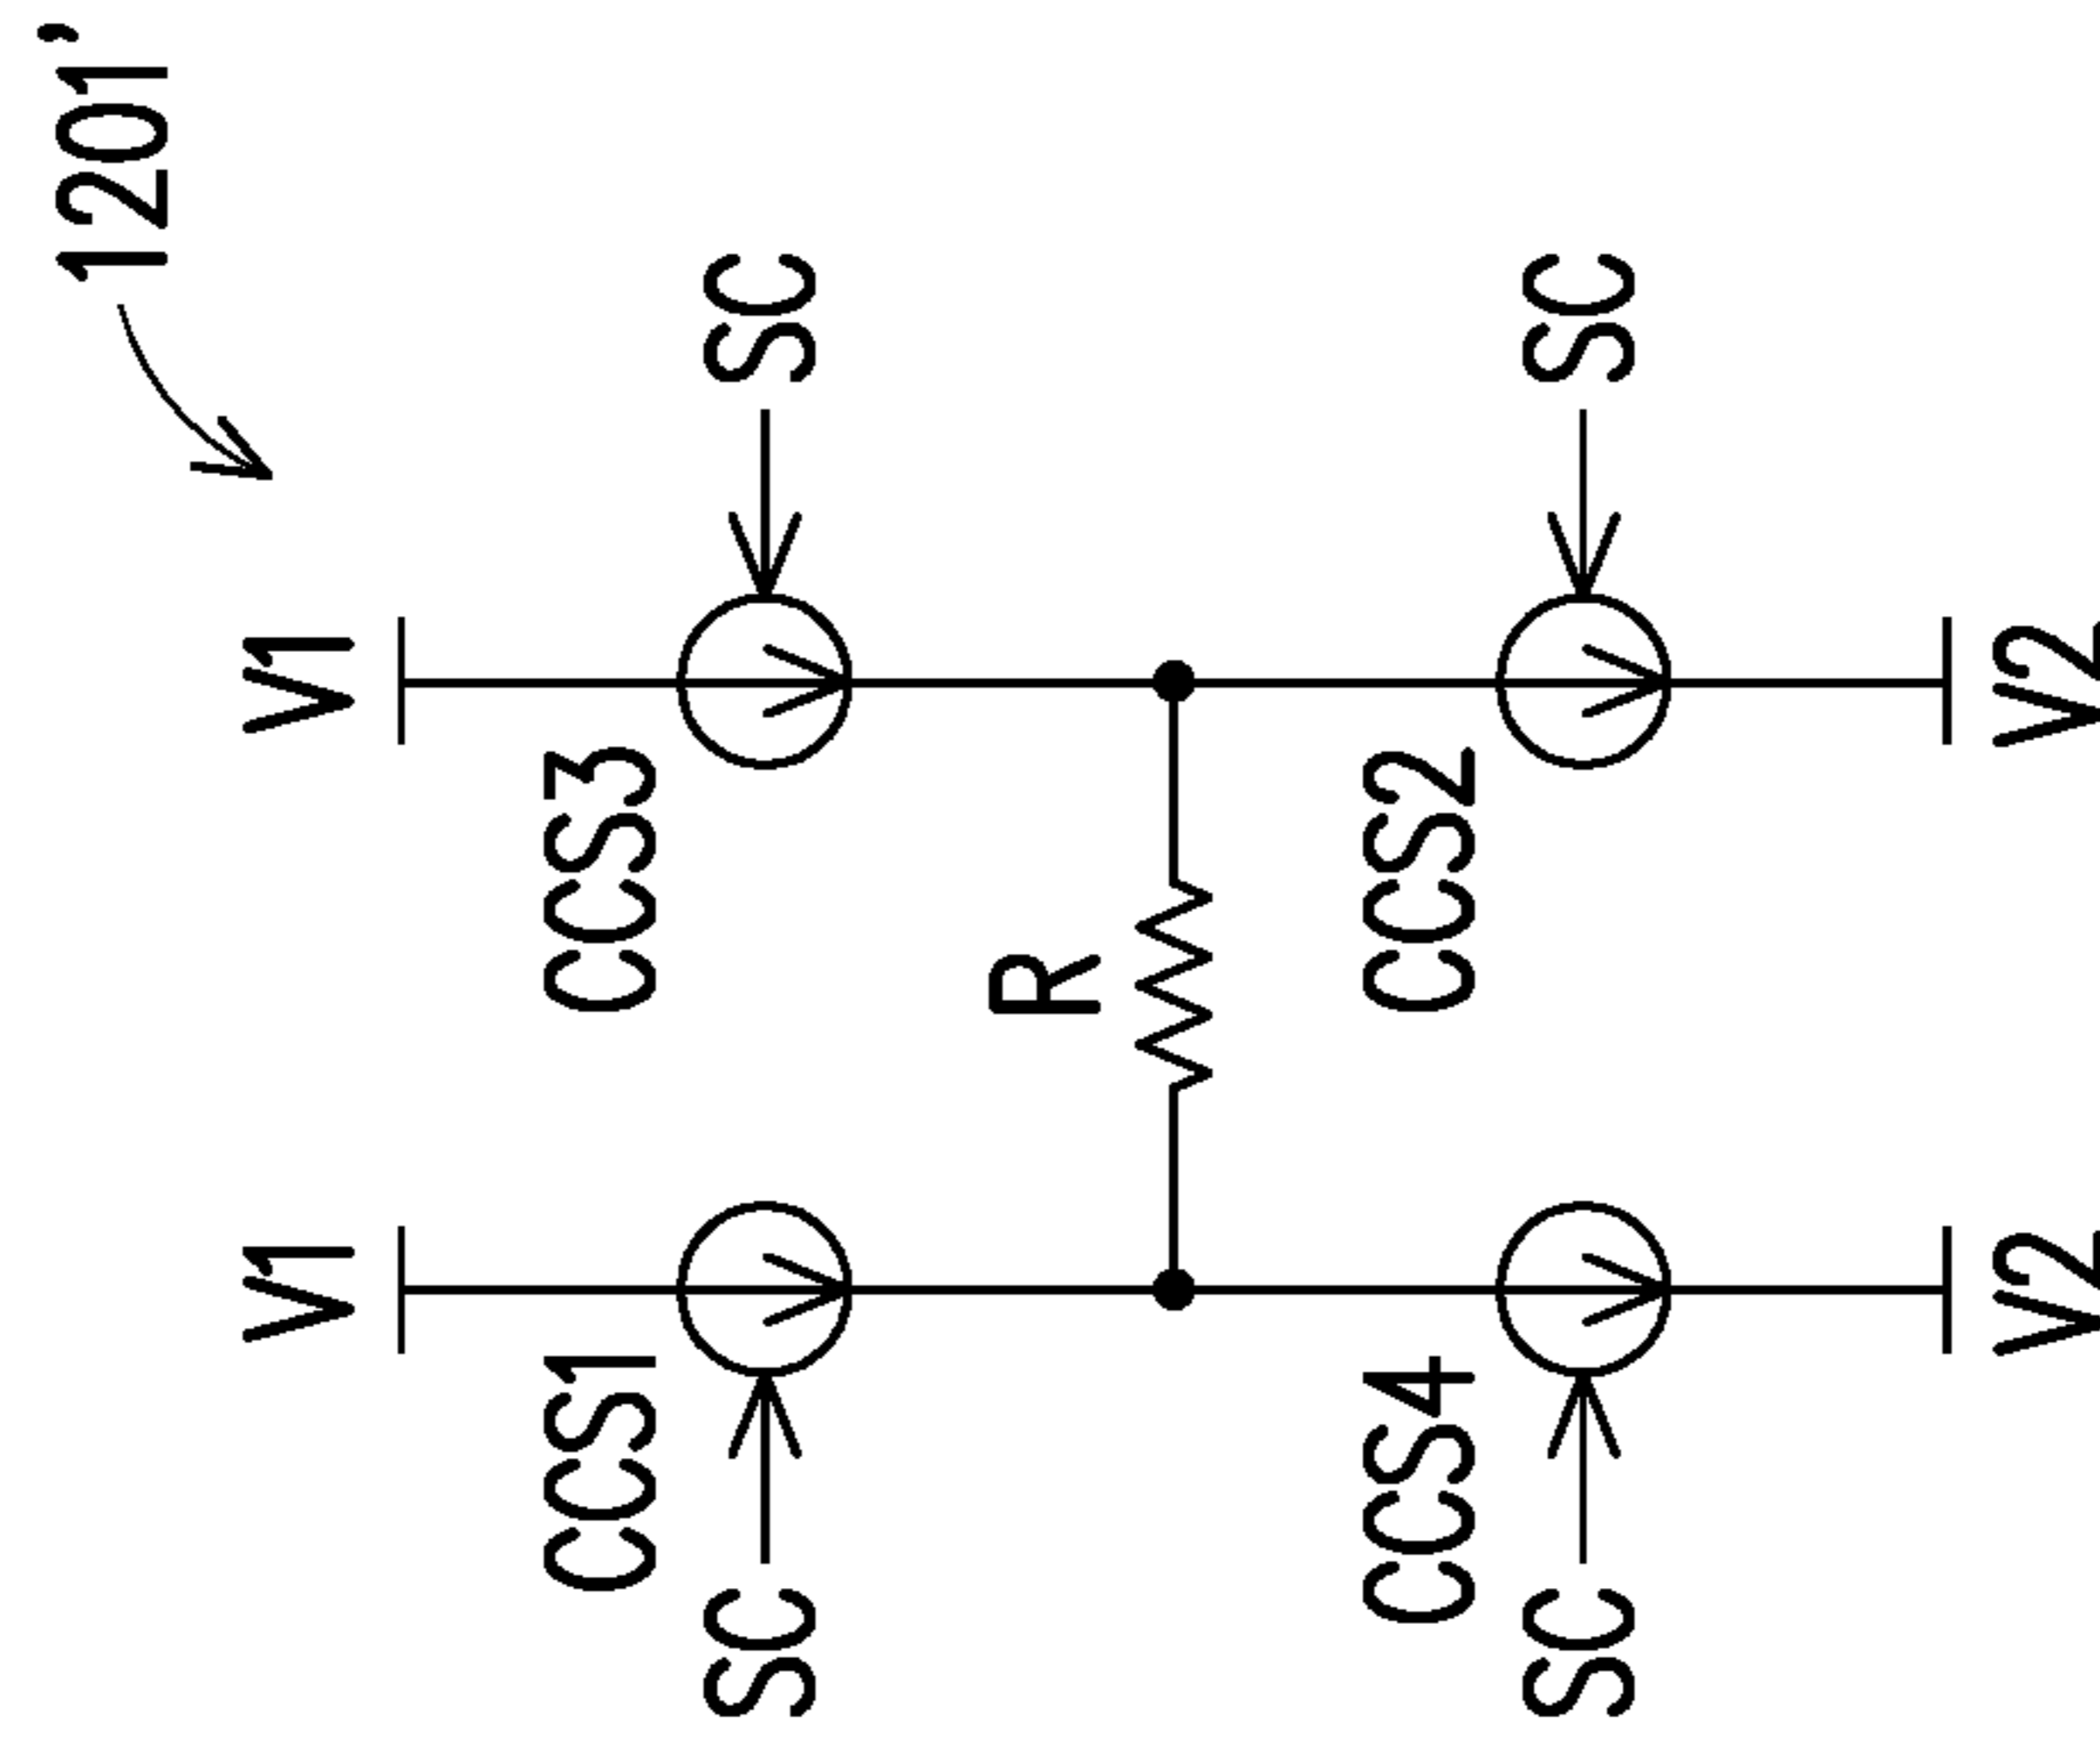 1201’
V1 V1
CCS1 CCS3
SC SC
R
CCS4 CCS2
SC SC
V2 V2